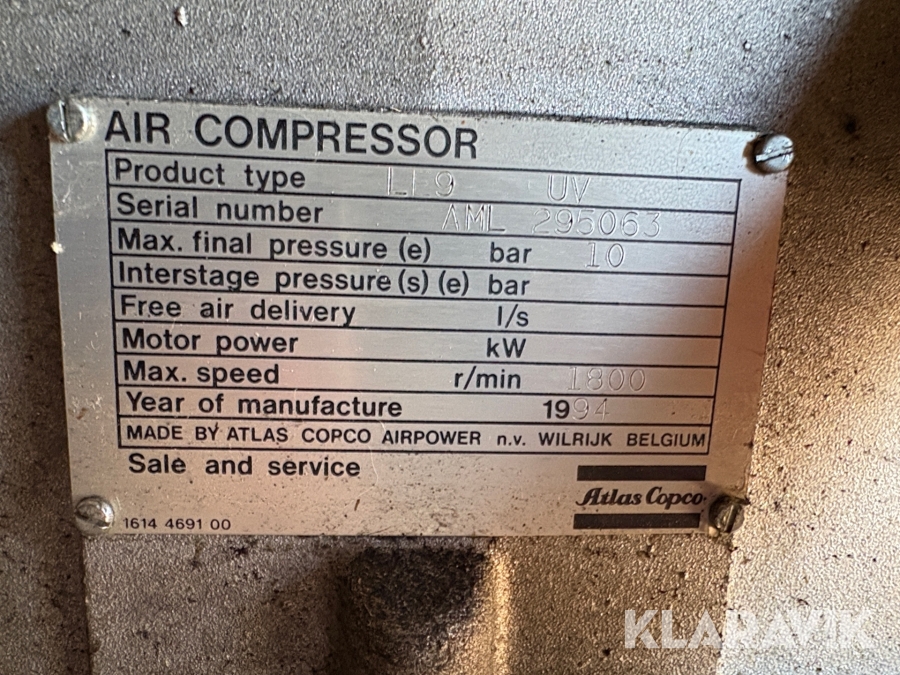 AIR COMPRESSOR
Product type LF9 UV
Serial number AML 295063
Max. final pressure (e) bar 10
Interstage pressure (s) (e) bar
Free air delivery l/s
Motor power kW
Max. speed r/min 1800
Year of manufacture 1994
MADE BY ATLAS COPCO AIRPOWER n.v. WILRIJK BELGIUM
Sale and service
Atlas Copco
1614 4691 00
KLARAVIK